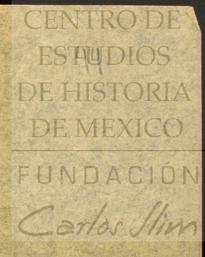 CENTRO DE
ESTUDIOS
DE HISTORIA
DE MEXICO
FUNDACIÓN
Carlos Slim